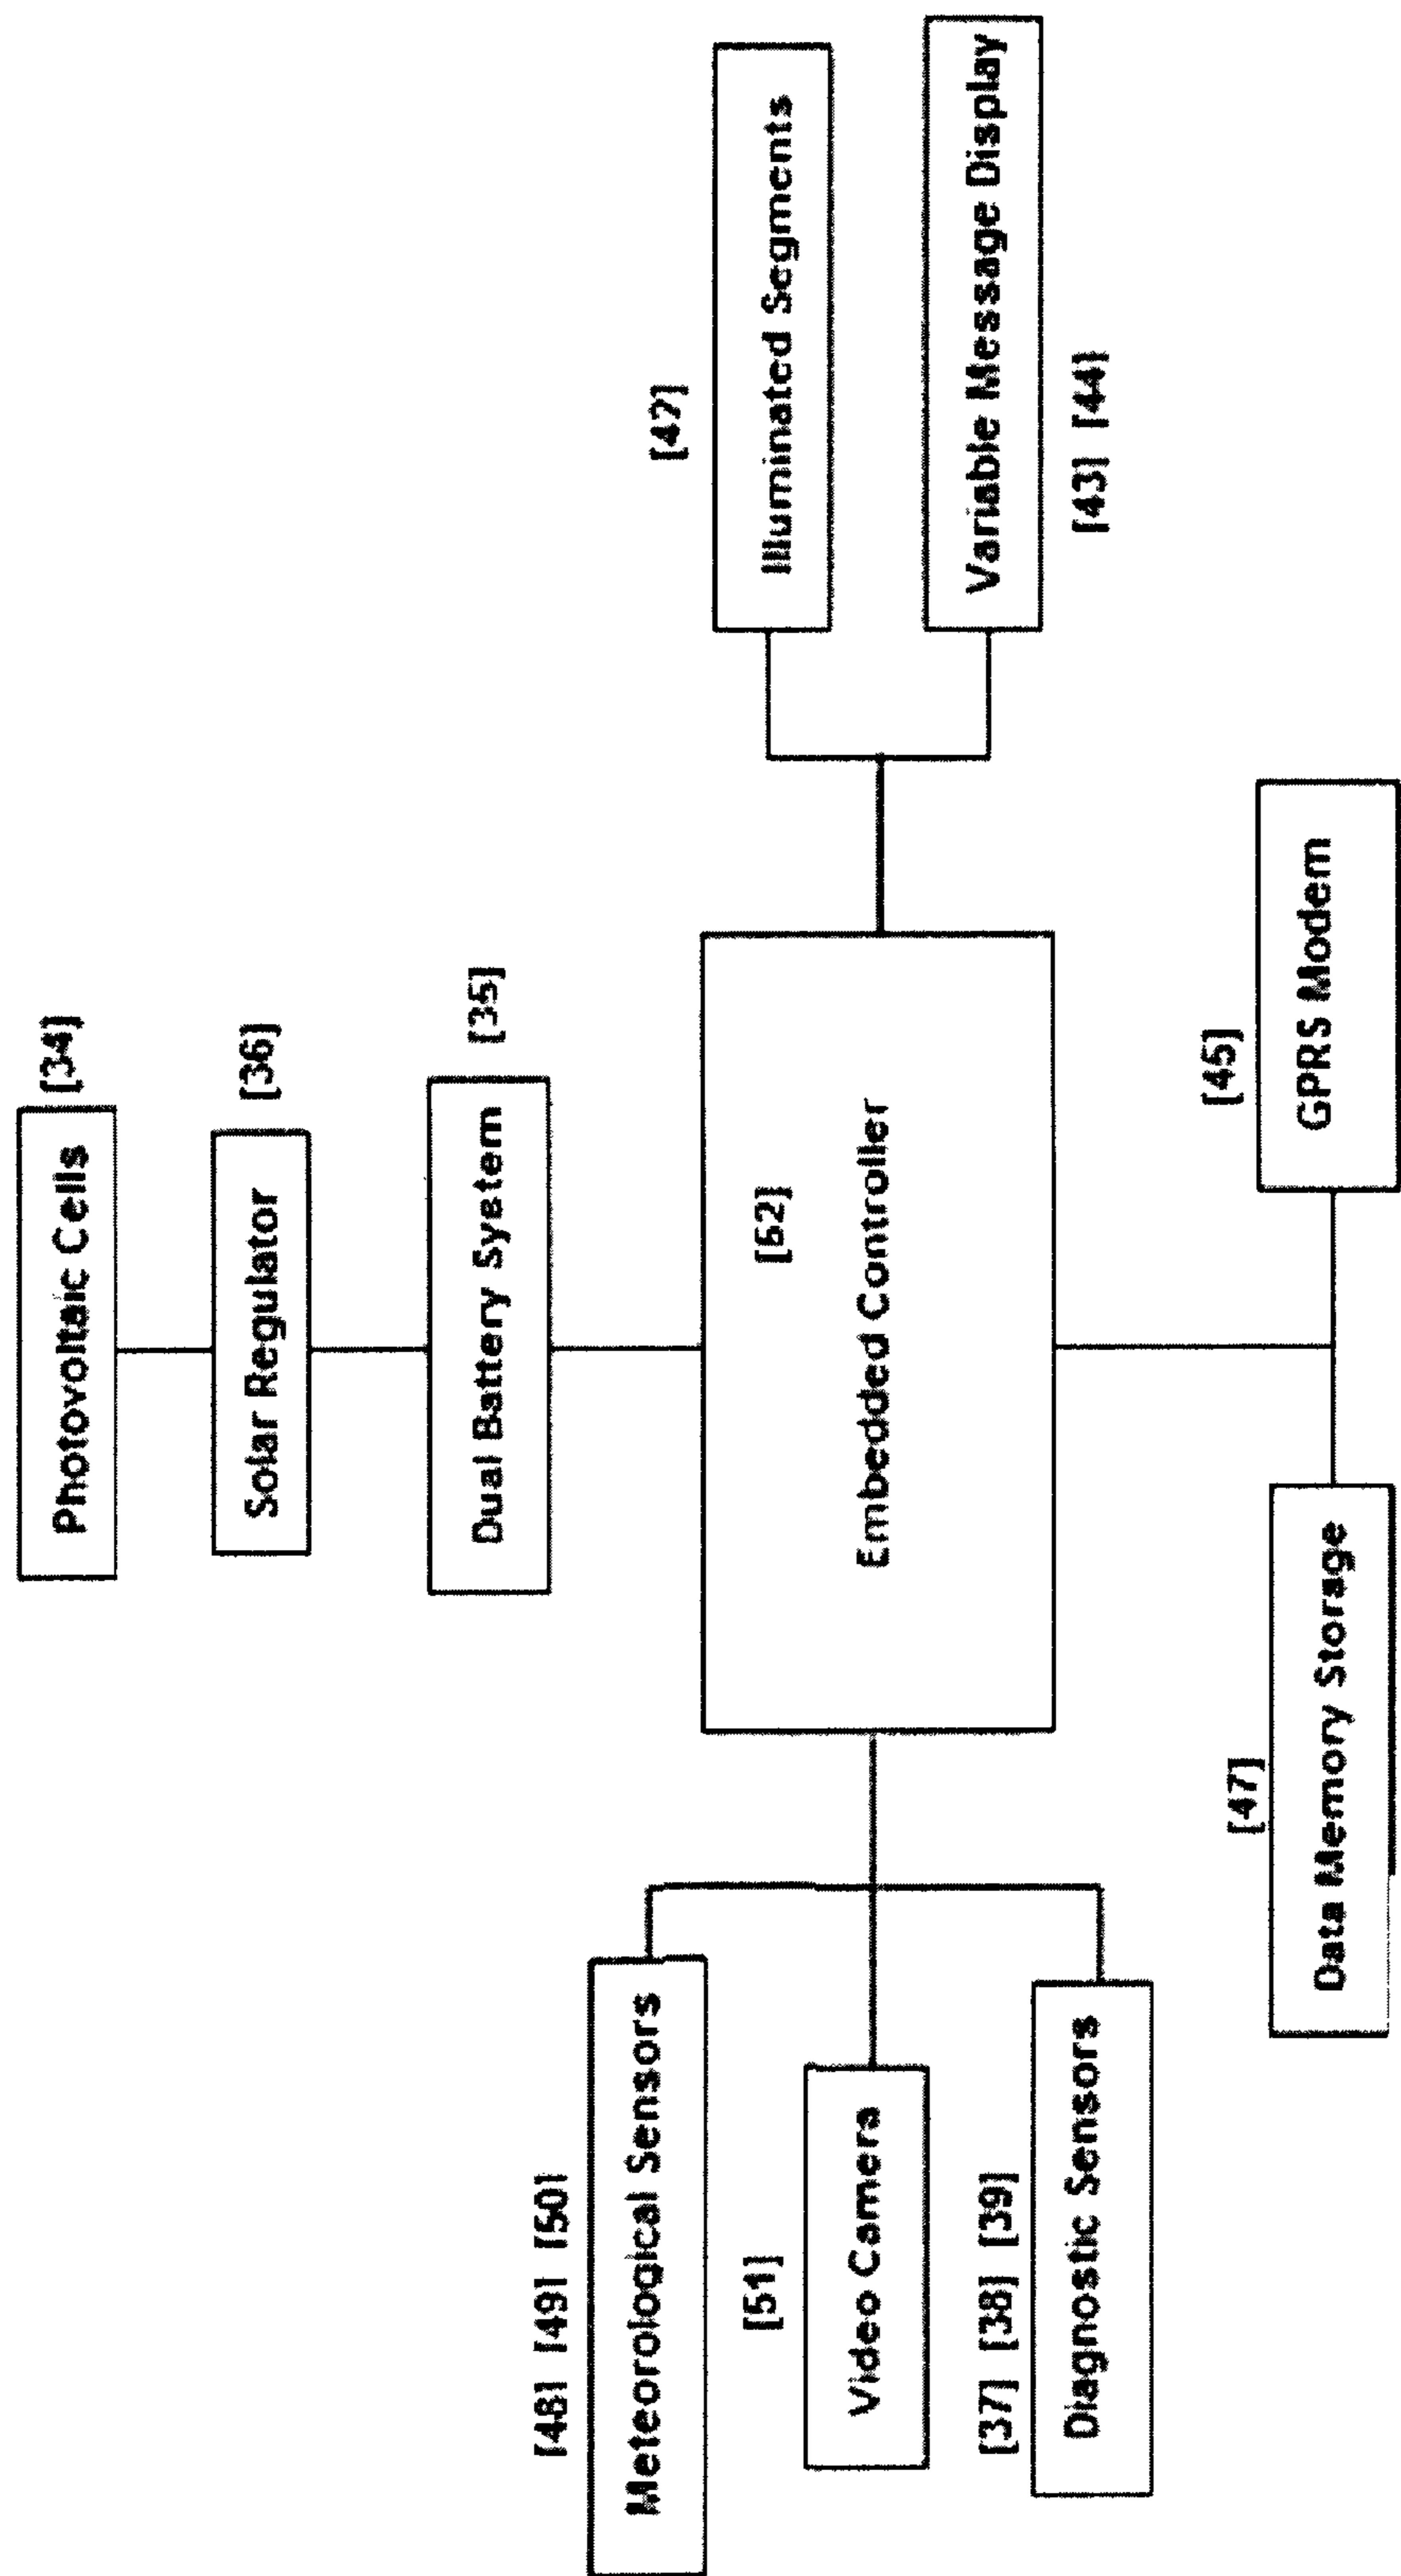 Photovoltaic Cells [34]
Solar Regulator [36]
Dual Battery System [35]
[48] [49] [50]
Meteorological Sensors
[51]
Video Camera
[37] [38] [39]
Diagnostic Sensors
[52]
Embedded Controller
[42]
Illuminated Segments
Variable Message Display
[43] [44]
[47]
Data Memory Storage
[45]
GPRS Modem